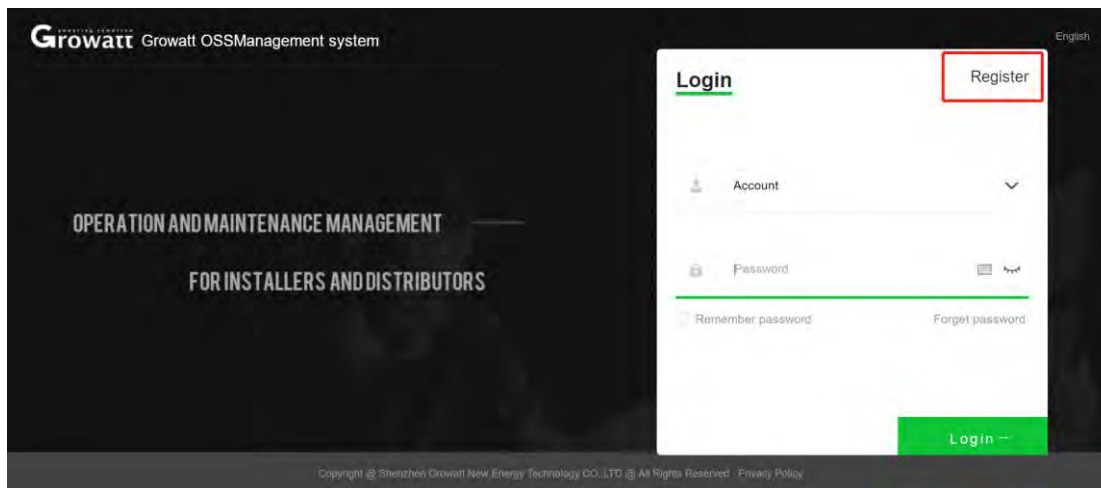 Growatt Growatt OSSManagement system
English
Login
Register
Account
OPERATION AND MAINTENANCE MANAGEMENT
FOR INSTALLERS AND DISTRIBUTORS
Password
Remember password
Forget password
Login
Copyright @ Shenzhen Growatt New Energy Technology CO.,LTD @ All Rights Reserved Privacy Policy